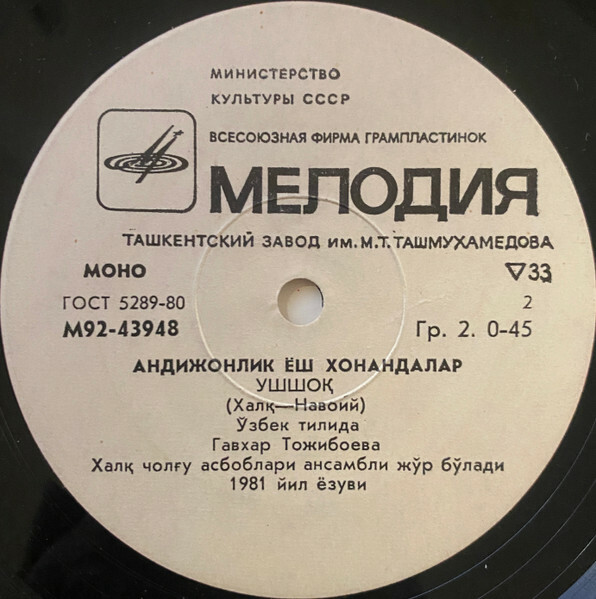 МИНИСТЕРСТВО
КУЛЬТУРЫ СССР
ВСЕСОЮЗНАЯ ФИРМА ГРАМПЛАСТИНОК
МЕЛОДИЯ
ТАШКЕНТСКИЙ ЗАВОД им. М.Т. ТАШМУХАМЕДОВА
МОНО ▽33
ГОСТ 5289-80 2
М92-43948 Гр. 2. 0-45
АНДИЖОНЛИК ЁШ ХОНАНДАЛАР
УШШОҚ
(Халқ—Навоий)
Ўзбек тилида
Гавхар Тожибоева
Халқ чолғу асбоблари ансамбли жўр бўлади
1981 йил ёзуви